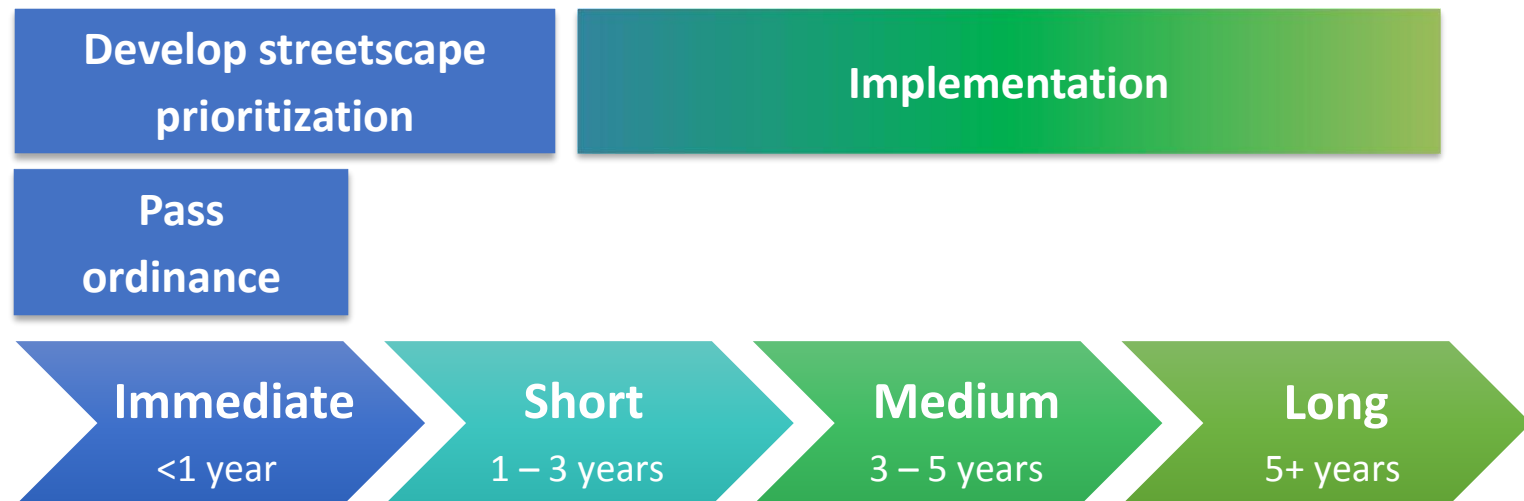 Develop streetscape
prioritization
Implementation
Pass
ordinance
Immediate
<1 year
Short
1 – 3 years
Medium
3 – 5 years
Long
5+ years